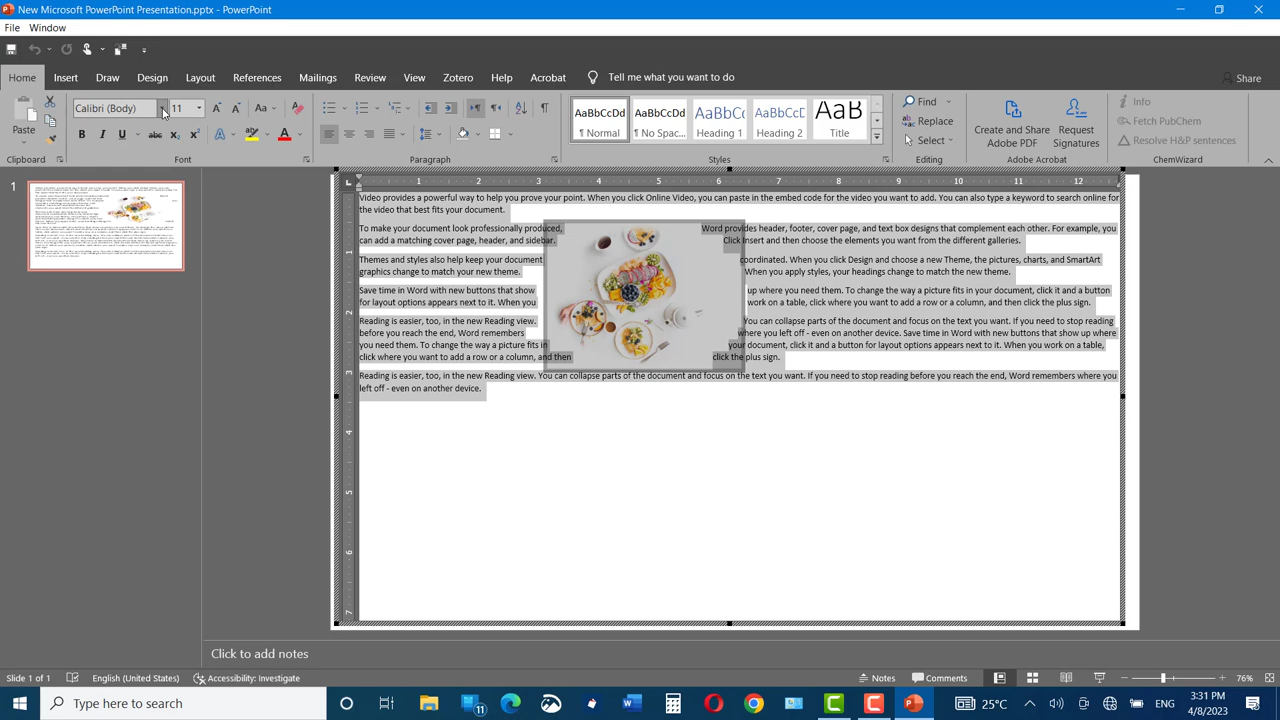 New Microsoft PowerPoint Presentation.pptx - PowerPoint
File Window
Home Insert Draw Design Layout References Mailings Review View Zotero Help Acrobat Tell me what you want to do Share
Paste
Calibri (Body) 11
AaBbCcDd AaBbCcDd AaBbCc AaBbCcD AaB
¶ Normal ¶ No Spac... Heading 1 Heading 2 Title
Find
Replace
Select
Create and Share Adobe PDF
Request Signatures
Info
Fetch PubChem
Resolve H&P sentences
Clipboard Font Paragraph Styles Editing Adobe Acrobat ChemWizard
1
1 2 3 4 5 6 7 8 9 10 11 12
1
2
3
4
5
6
7
Video provides a powerful way to help you prove your point. When you click Online Video, you can paste in the embed code for the video you want to add. You can also type a keyword to search online for
the video that best fits your document.
To make your document look professionally produced, Word provides header, footer, cover page, and text box designs that complement each other. For example, you
can add a matching cover page, header, and sidebar. Click Insert and then choose the elements you want from the different galleries.
Themes and styles also help keep your document coordinated. When you click Design and choose a new Theme, the pictures, charts, and SmartArt
graphics change to match your new theme. When you apply styles, your headings change to match the new theme.
Save time in Word with new buttons that show up where you need them. To change the way a picture fits in your document, click it and a button
for layout options appears next to it. When you work on a table, click where you want to add a row or a column, and then click the plus sign.
Reading is easier, too, in the new Reading view. You can collapse parts of the document and focus on the text you want. If you need to stop reading
before you reach the end, Word remembers where you left off - even on another device. Save time in Word with new buttons that show up where
you need them. To change the way a picture fits in your document, click it and a button for layout options appears next to it. When you work on a table,
click where you want to add a row or a column, and then click the plus sign.
Reading is easier, too, in the new Reading view. You can collapse parts of the document and focus on the text you want. If you need to stop reading before you reach the end, Word remembers where you
left off - even on another device.
Click to add notes
Slide 1 of 1 English (United States) Accessibility: Investigate Notes Comments 76%
Type here to search 11 25°C ENG 3:31 PM
4/8/2023